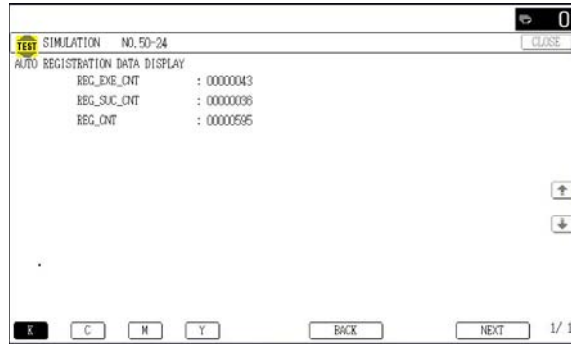 0
TEST SIMULATION NO.50-24 CLOSE
AUTO REGISTRATION DATA DISPLAY
REG_EXE_CNT : 00000043
REG_SUC_CNT : 00000036
REG_CNT : 00000595
K C M Y BACK NEXT 1/ 1